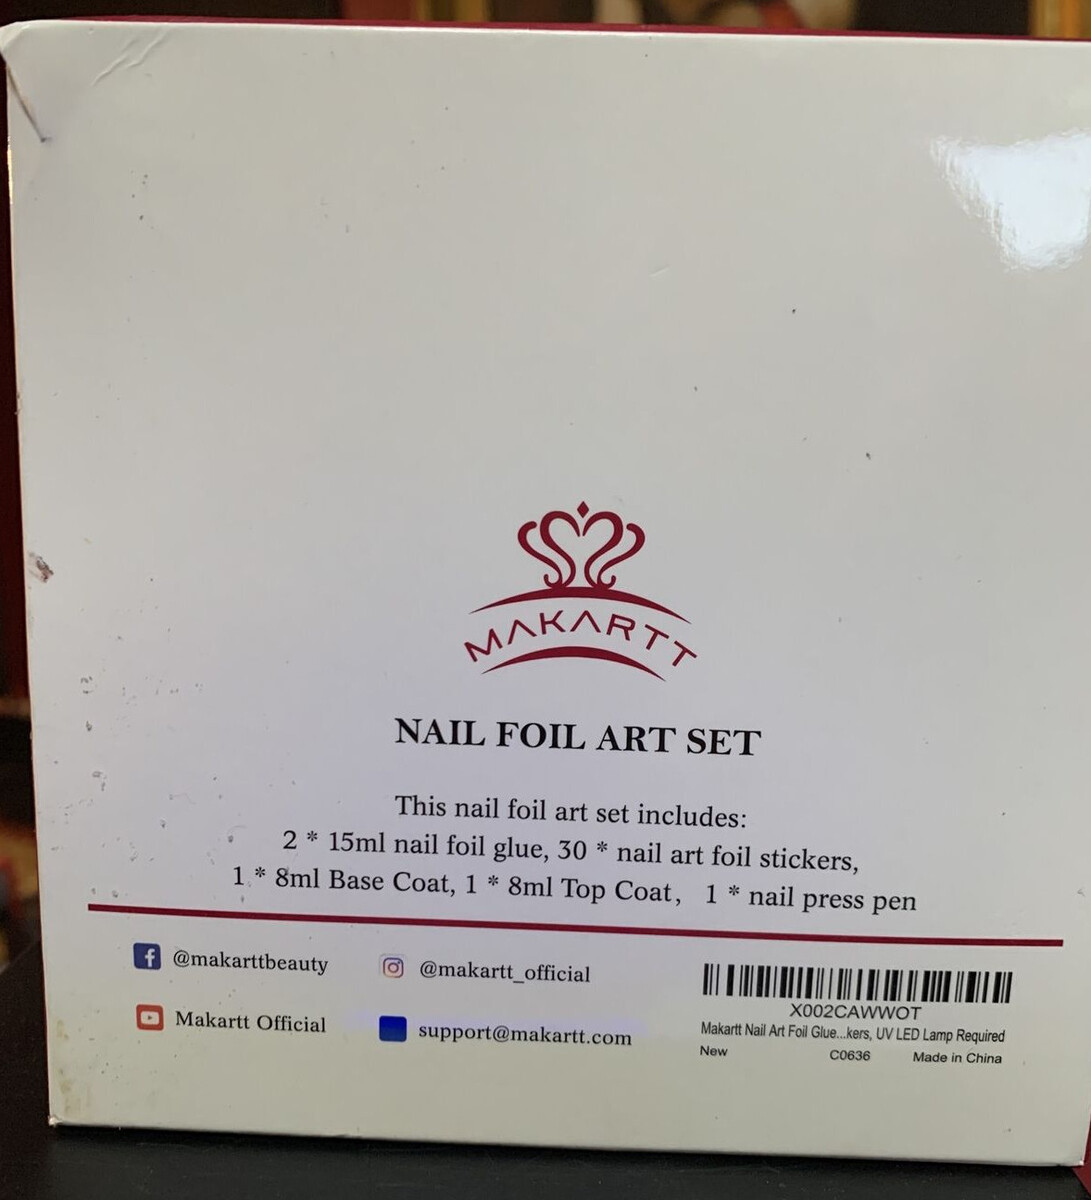 MAKARTT
NAIL FOIL ART SET
This nail foil art set includes:
2 * 15ml nail foil glue, 30 * nail art foil stickers,
1 * 8ml Base Coat, 1 * 8ml Top Coat, 1 * nail press pen
@makarttbeauty
@makartt_official
Makartt Official
support@makartt.com
X002CAWWOT
Makartt Nail Art Foil Glue...kers, UV LED Lamp Required
New C0636 Made in China